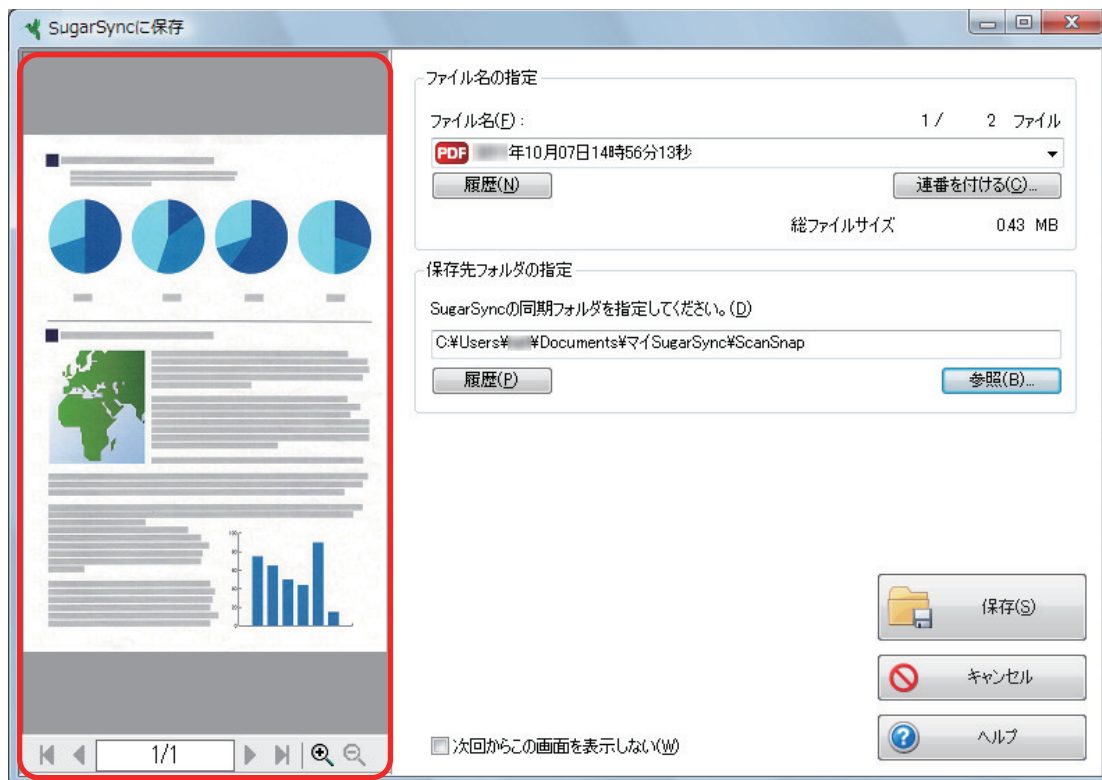 SugarSyncに保存
ファイル名の指定
ファイル名(F):
1 / 2 ファイル
PDF 年10月07日14時56分13秒
履歴(N)
連番を付ける(C)...
総ファイルサイズ 0.43 MB
保存先フォルダの指定
SugarSyncの同期フォルダを指定してください。(D)
C:¥Users¥ ¥Documents¥マイSugarSync¥ScanSnap
履歴(P)
参照(B)...
保存(S)
キャンセル
ヘルプ
次回からこの画面を表示しない(W)
1/1